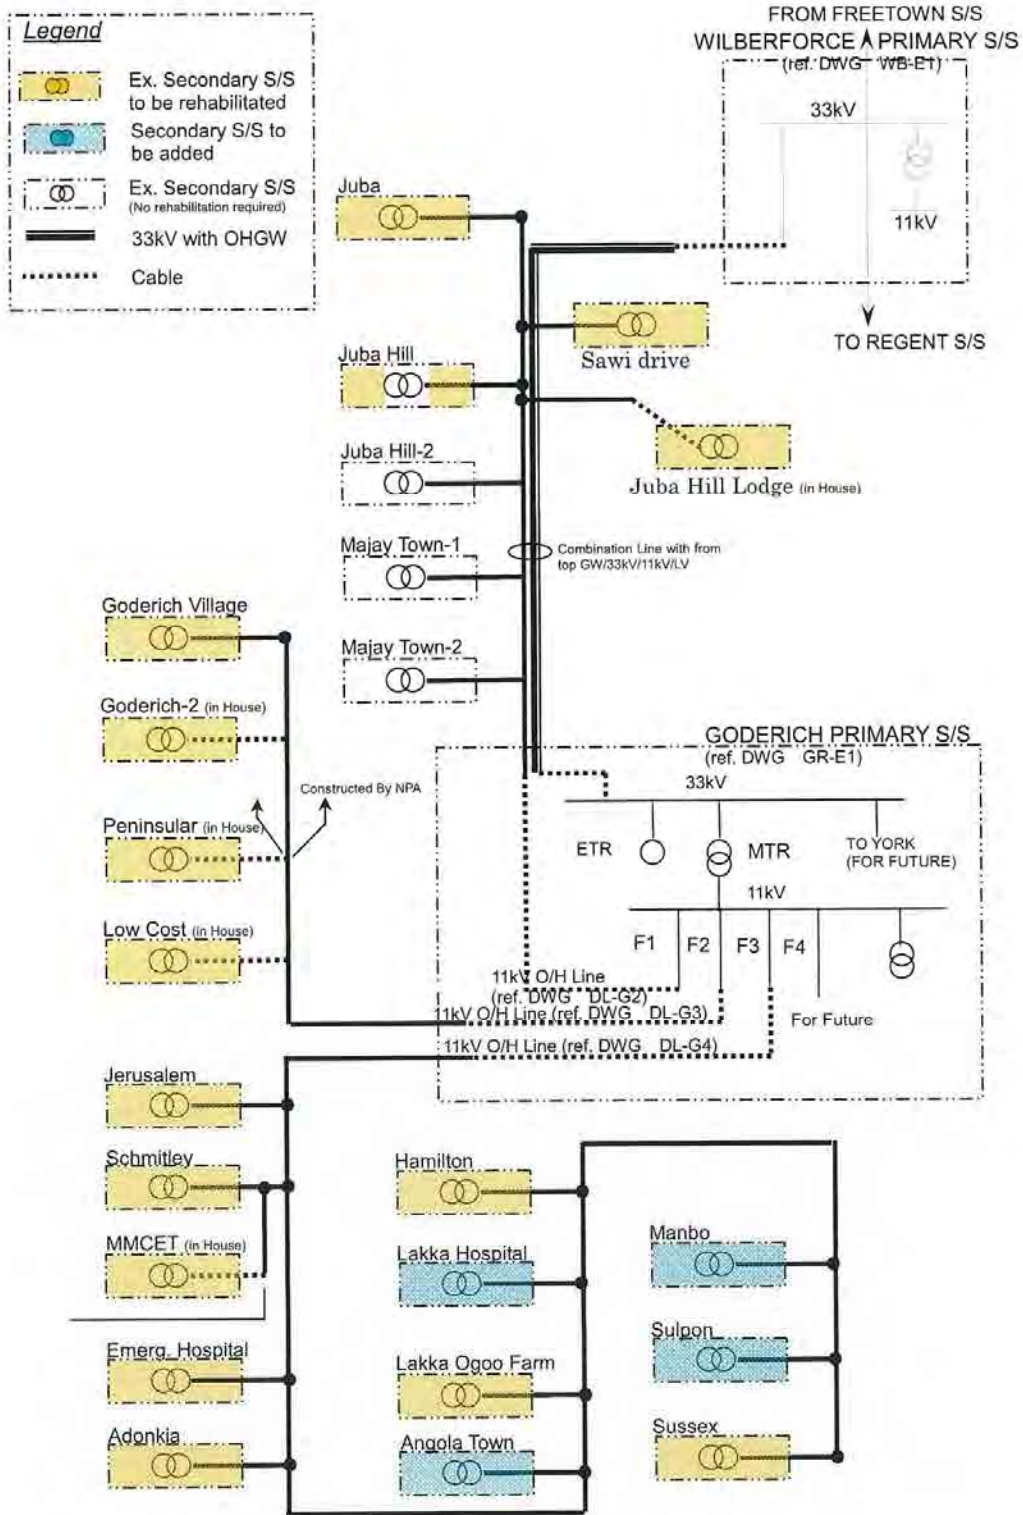 Legend
Ex. Secondary S/S
to be rehabilitated
Secondary S/S to
be added
Ex. Secondary S/S
(No rehabilitation required)
33kV with OHGW
Cable
FROM FREETOWN S/S
WILBERFORCE PRIMARY S/S
(ref. DWG WB-E1)
33kV
11kV
TO REGENT S/S
Juba
Sawi drive
Juba Hill
Juba Hill-2
Juba Hill Lodge (in House)
Majay Town-1
Combination Line with from
top GW/33kV/11kV/LV
Majay Town-2
Goderich Village
Goderich-2 (in House)
Constructed By NPA
Peninsular (in House)
Low Cost (in House)
GODERICH PRIMARY S/S
(ref. DWG GR-E1)
33kV
ETR
MTR
TO YORK
(FOR FUTURE)
11kV
F1
F2
F3
F4
11kV O/H Line
(ref. DWG DL-G2)
11kV O/H Line (ref. DWG DL-G3)
For Future
11kV O/H Line (ref. DWG DL-G4)
Jerusalem
Schmitley
MMCET (in House)
Emerg. Hospital
Adonkia
Hamilton
Lakka Hospital
Lakka Ogoo Farm
Angola Town
Manbo
Sulpon
Sussex